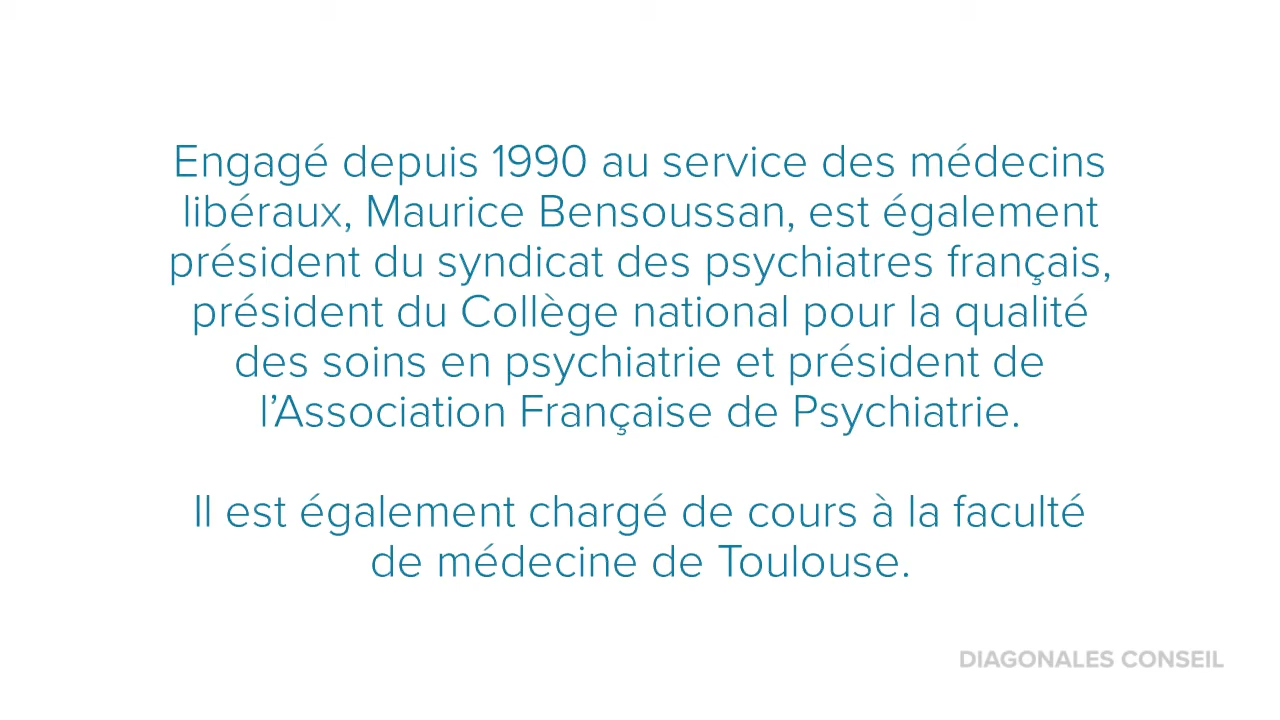 Engagé depuis 1990 au service des médecins
libéraux, Maurice Bensoussan, est également
président du syndicat des psychiatres français,
président du Collège national pour la qualité
des soins en psychiatrie et président de
l’Association Française de Psychiatrie.
Il est également chargé de cours à la faculté
de médecine de Toulouse.
DIAGONALES CONSEIL